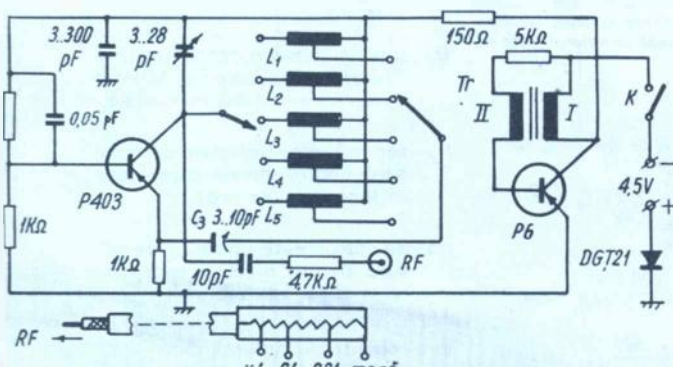 3..300 pF
3..28 pF
150Ω
5KΩ
L₁
L₂
L₃
L₄
L₅
Tr
II
I
K
0,05 pF
P403
P6
4,5V
−
+
DGȚ21
1KΩ
1KΩ
C₃ 3..10pF
10pF
4,7KΩ
RF
RF